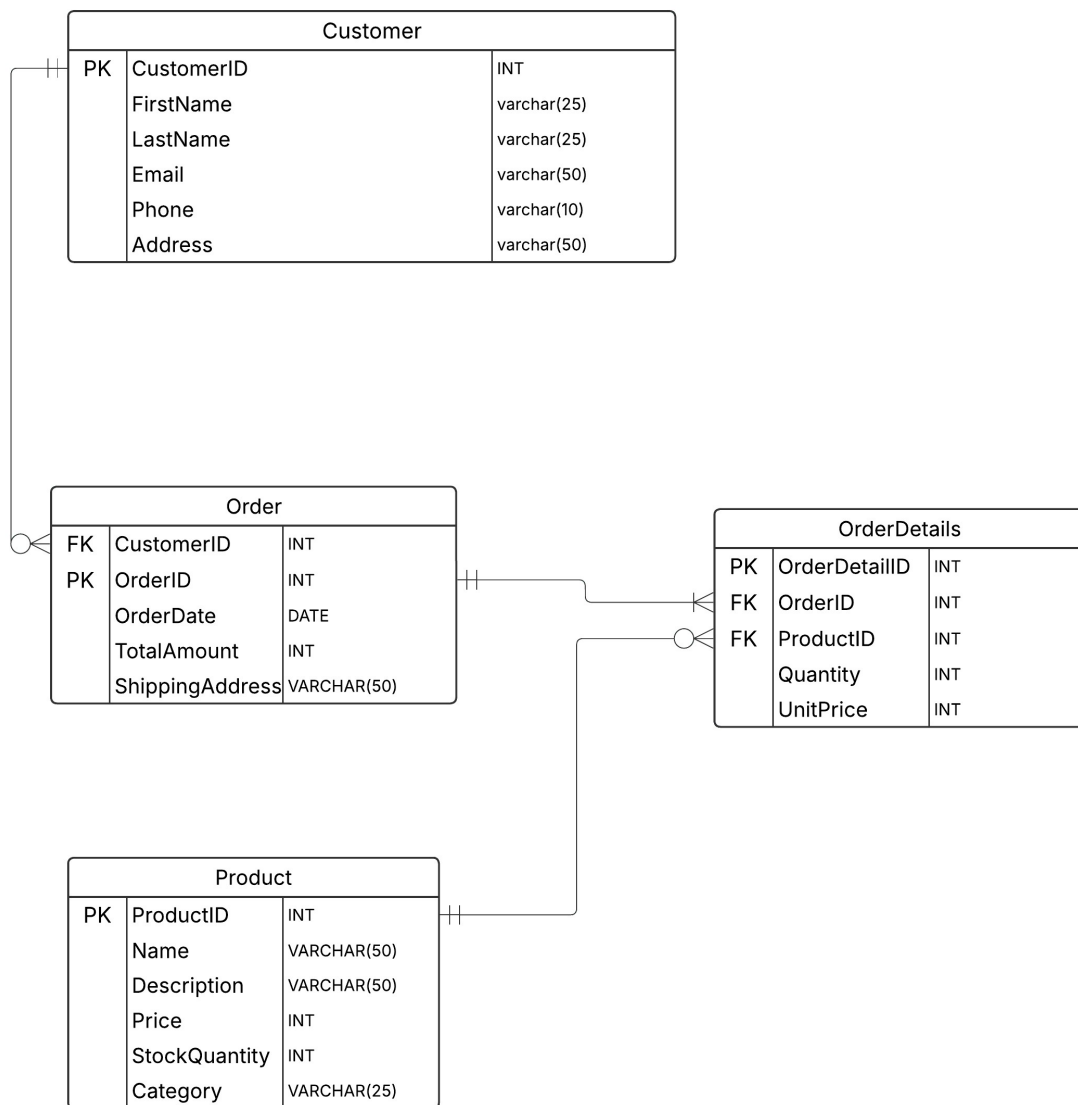 Customer
PK CustomerID INT
FirstName varchar(25)
LastName varchar(25)
Email varchar(50)
Phone varchar(10)
Address varchar(50)
Order
FK CustomerID INT
PK OrderID INT
OrderDate DATE
TotalAmount INT
ShippingAddress VARCHAR(50)
OrderDetails
PK OrderDetailID INT
FK OrderID INT
FK ProductID INT
Quantity INT
UnitPrice INT
Product
PK ProductID INT
Name VARCHAR(50)
Description VARCHAR(50)
Price INT
StockQuantity INT
Category VARCHAR(25)